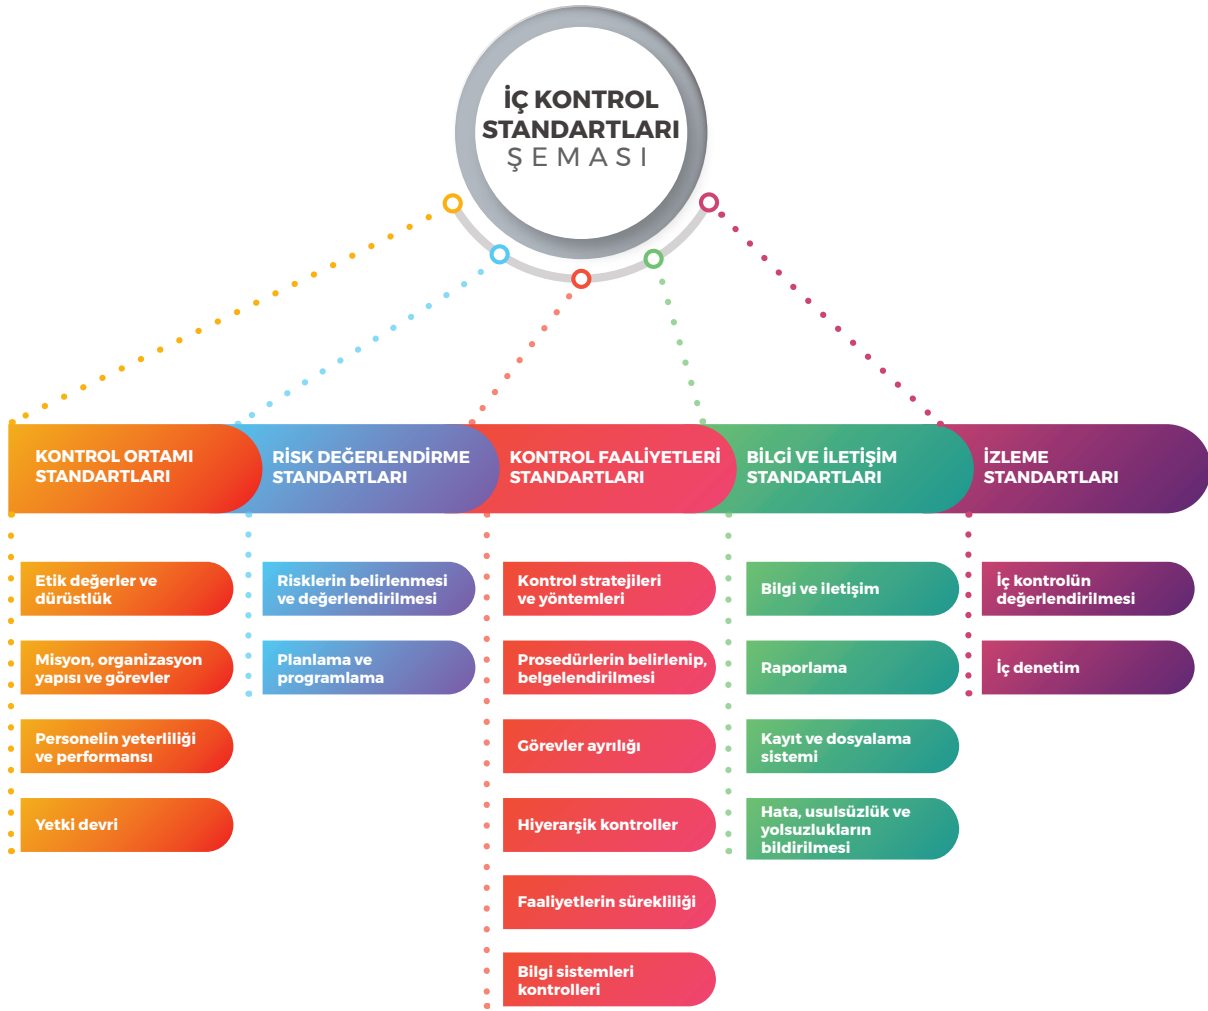 İÇ KONTROL
STANDARTLARI
ŞEMASI
KONTROL ORTAMI
STANDARTLARI
RİSK DEĞERLENDİRME
STANDARTLARI
KONTROL FAALİYETLERİ
STANDARTLARI
BİLGİ VE İLETİŞİM
STANDARTLARI
İZLEME
STANDARTLARI
Etik değerler ve
dürüstlük
Misyon, organizasyon
yapısı ve görevler
Personelin yeterliliği
ve performansı
Yetki devri
Risklerin belirlenmesi
ve değerlendirilmesi
Planlama ve
programlama
Kontrol stratejileri
ve yöntemleri
Prosedürlerin belirlenip,
belgelendirilmesi
Görevler ayrılığı
Hiyerarşik kontroller
Faaliyetlerin sürekliliği
Bilgi sistemleri
kontrolleri
Bilgi ve iletişim
Raporlama
Kayıt ve dosyalama
sistemi
Hata, usulsüzlük ve
yolsuzlukların
bildirilmesi
İç kontrolün
değerlendirilmesi
İç denetim